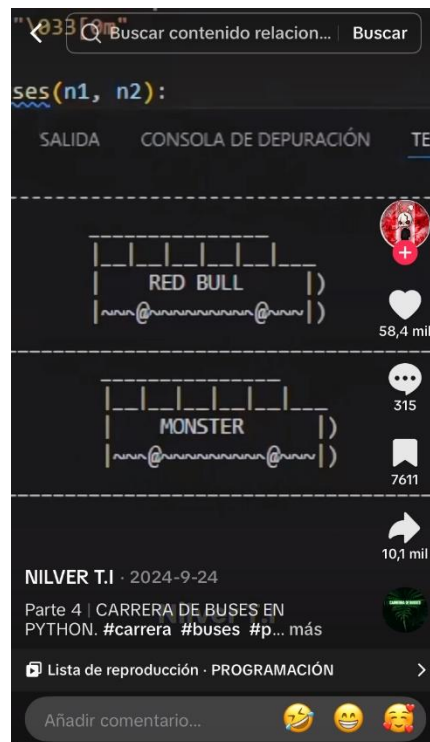 "\033[0m"
Buscar contenido relacion...
Buscar
ses(n1, n2):
SALIDA
CONSOLA DE DEPURACIÓN
TE
RED BULL
MONSTER
58,4 mil
315
7611
10,1 mil
NILVER T.I · 2024-9-24
Parte 4 | CARRERA DE BUSES EN
PYTHON. #carrera #buses #p... más
Lista de reproducción · PROGRAMACIÓN
Añadir comentario...